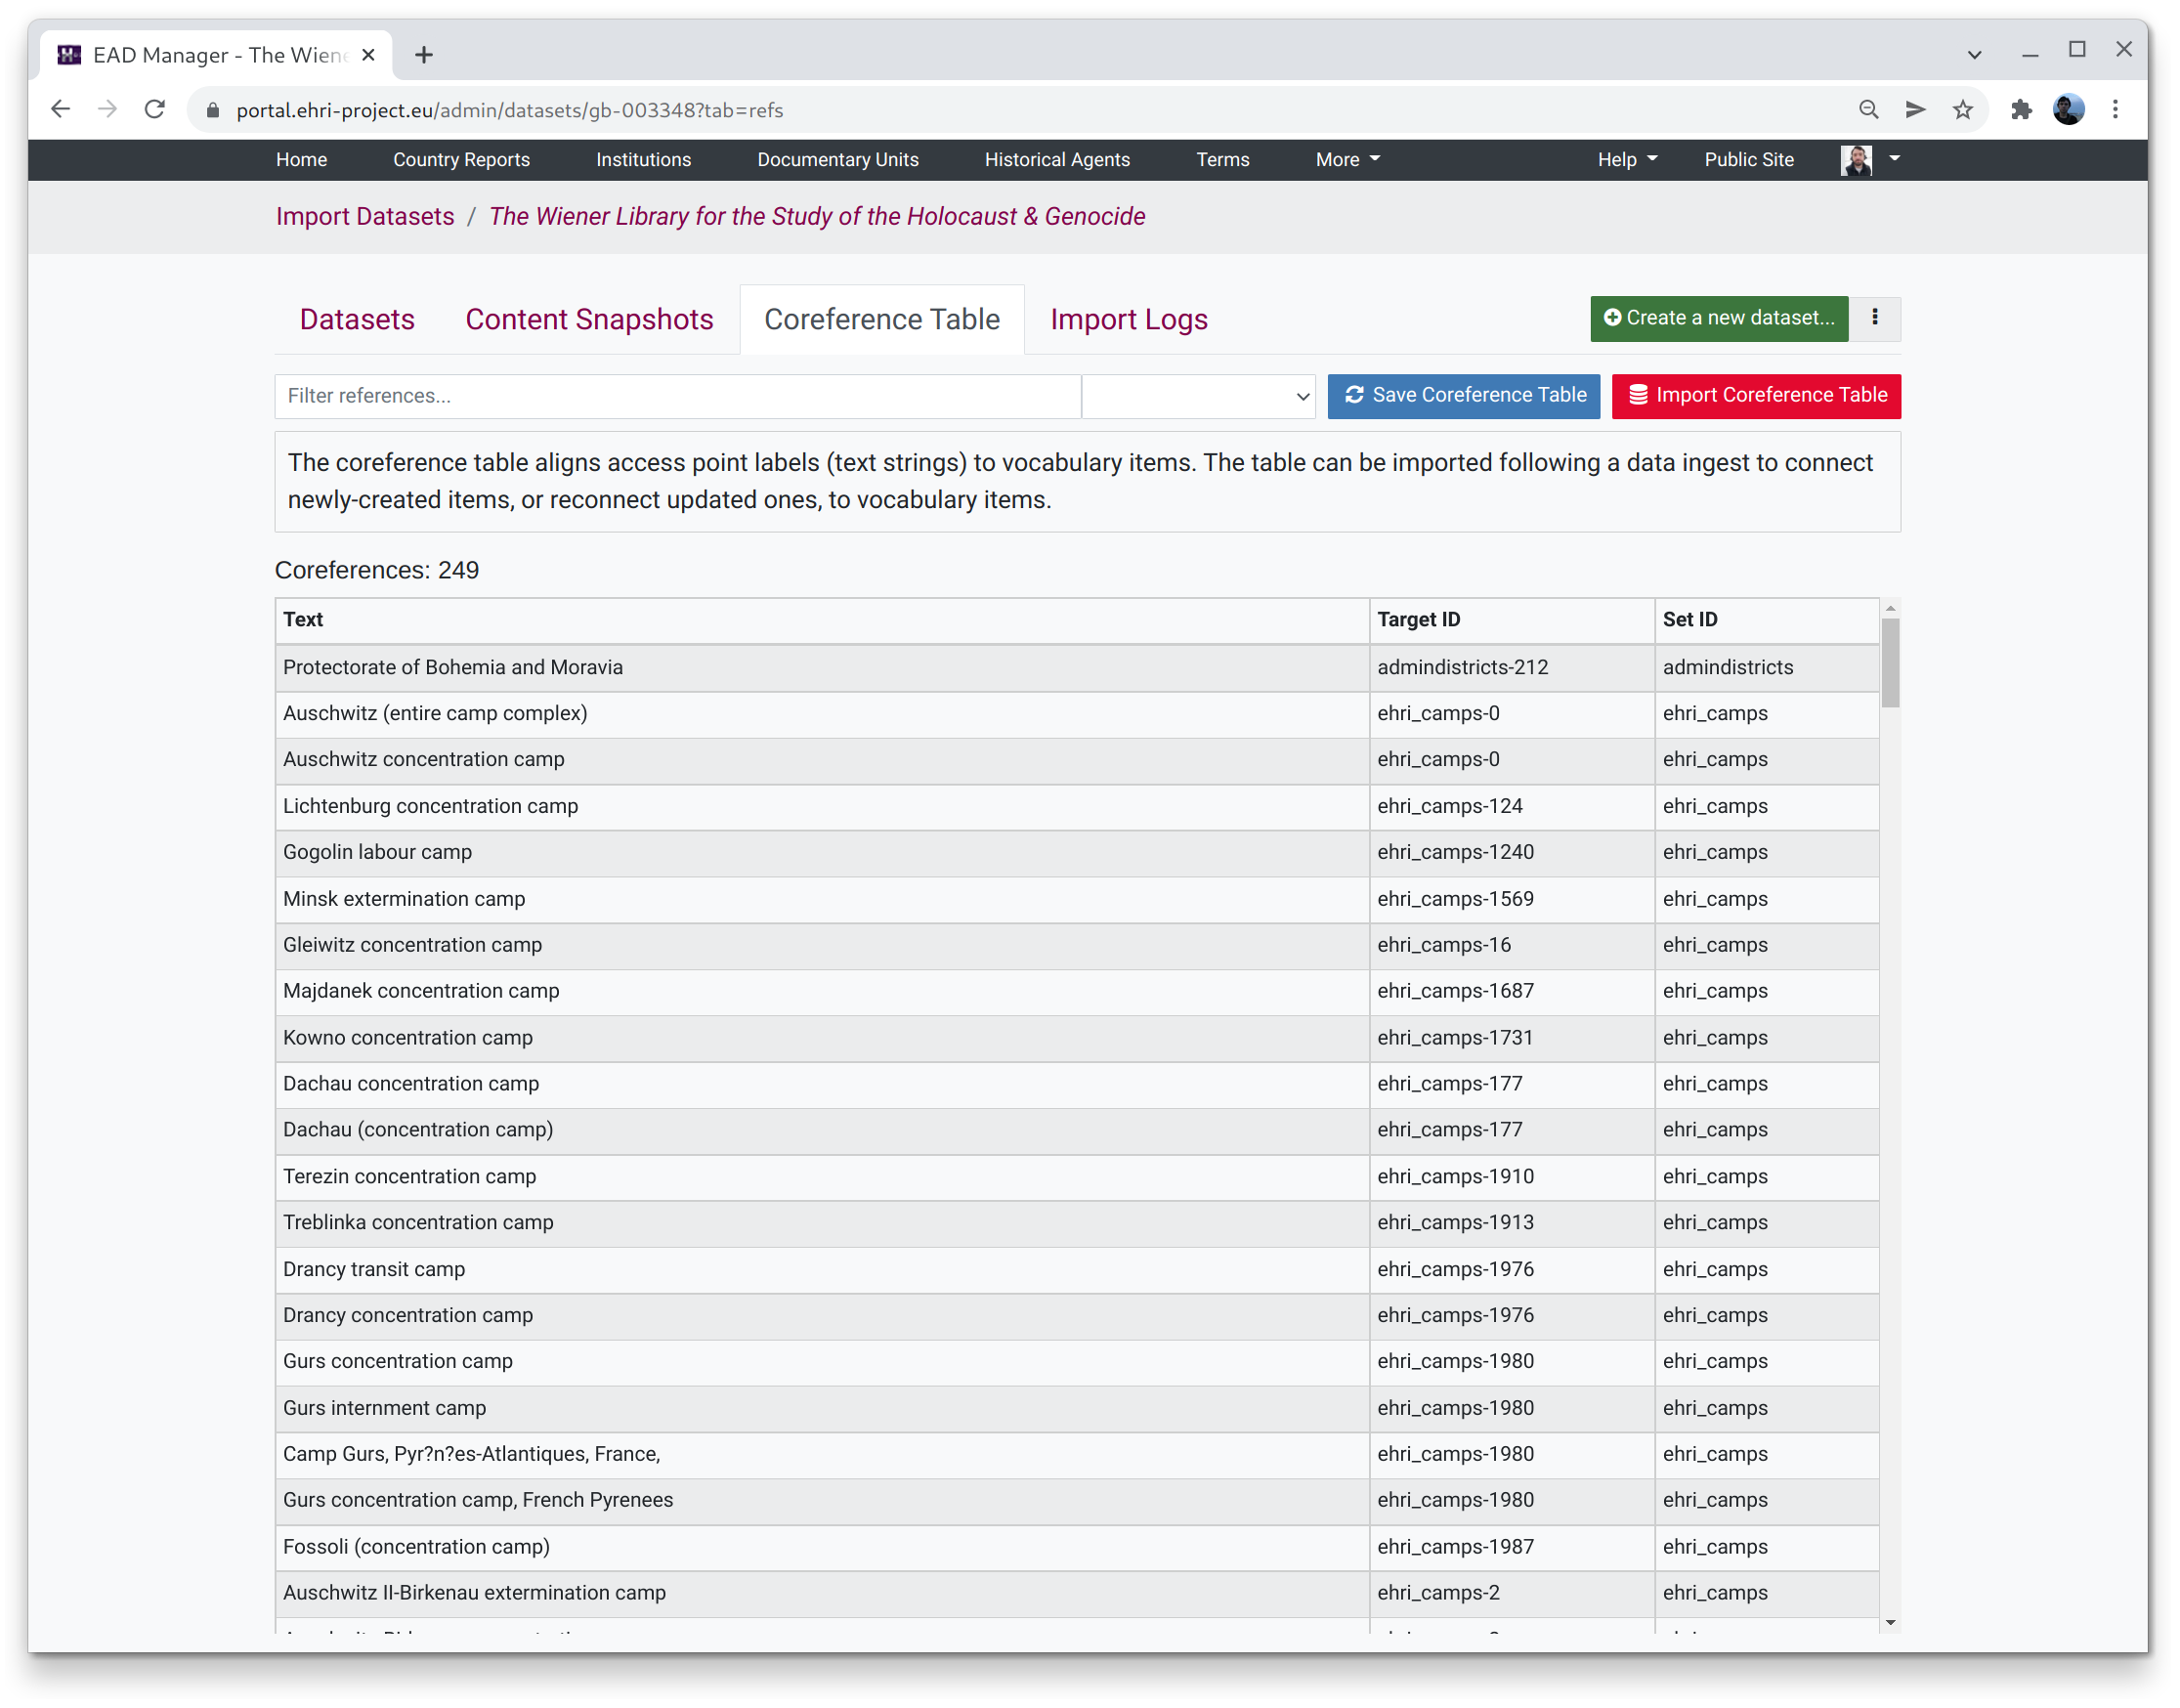 EAD Manager - The Wiene
portal.ehri-project.eu/admin/datasets/gb-003348?tab=refs
Home Country Reports Institutions Documentary Units Historical Agents Terms More Help Public Site
Import Datasets / The Wiener Library for the Study of the Holocaust & Genocide
Datasets Content Snapshots Coreference Table Import Logs Create a new dataset...
Filter references... Save Coreference Table Import Coreference Table
The coreference table aligns access point labels (text strings) to vocabulary items. The table can be imported following a data ingest to connect
newly-created items, or reconnect updated ones, to vocabulary items.
Coreferences: 249
Text Target ID Set ID
Protectorate of Bohemia and Moravia admindistricts-212 admindistricts
Auschwitz (entire camp complex) ehri_camps-0 ehri_camps
Auschwitz concentration camp ehri_camps-0 ehri_camps
Lichtenburg concentration camp ehri_camps-124 ehri_camps
Gogolin labour camp ehri_camps-1240 ehri_camps
Minsk extermination camp ehri_camps-1569 ehri_camps
Gleiwitz concentration camp ehri_camps-16 ehri_camps
Majdanek concentration camp ehri_camps-1687 ehri_camps
Kowno concentration camp ehri_camps-1731 ehri_camps
Dachau concentration camp ehri_camps-177 ehri_camps
Dachau (concentration camp) ehri_camps-177 ehri_camps
Terezin concentration camp ehri_camps-1910 ehri_camps
Treblinka concentration camp ehri_camps-1913 ehri_camps
Drancy transit camp ehri_camps-1976 ehri_camps
Drancy concentration camp ehri_camps-1976 ehri_camps
Gurs concentration camp ehri_camps-1980 ehri_camps
Gurs internment camp ehri_camps-1980 ehri_camps
Camp Gurs, Pyr?n?es-Atlantiques, France, ehri_camps-1980 ehri_camps
Gurs concentration camp, French Pyrenees ehri_camps-1980 ehri_camps
Fossoli (concentration camp) ehri_camps-1987 ehri_camps
Auschwitz II-Birkenau extermination camp ehri_camps-2 ehri_camps